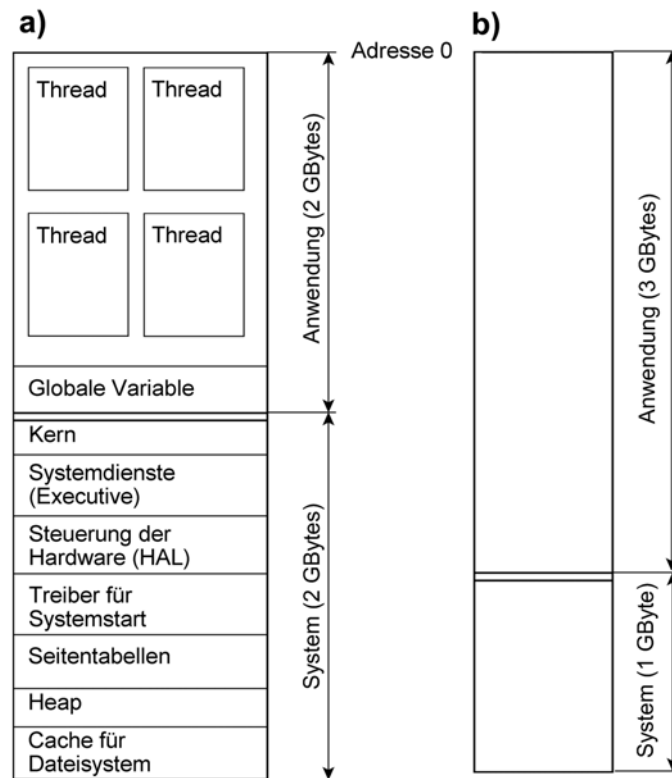 a)
b)
Adresse 0
Thread
Thread
Thread
Thread
Anwendung (2 GBytes)
Anwendung (3 GBytes)
Globale Variable
Kern
Systemdienste
(Executive)
Steuerung der
Hardware (HAL)
Treiber für
Systemstart
Seitentabellen
Heap
Cache für
Dateisystem
System (2 GBytes)
System (1 GByte)